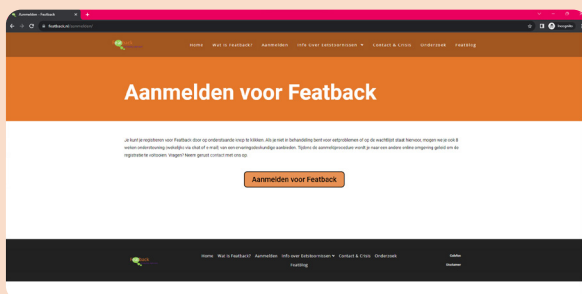 Aanmelden - Featback
featback.nl/aanmelden/
Incognito
Home Wat is Featback? Aanmelden Info over Eetstoornissen Contact & Crisis Onderzoek Featblog
Aanmelden voor Featback
Je kunt je registreren voor Featback door op onderstaande knop te klikken. Als je niet in behandeling bent voor eetproblemen of op de wachtlijst staat hiervoor, mogen we je ook 8
weken ondersteuning (wekelijks via chat of e-mail) van een ervaringsdeskundige aanbieden. Tijdens de aanmeldprocedure wordt je naar een andere online omgeving geleid om de
registratie te voltooien. Vragen? Neem gerust contact met ons op.
Aanmelden voor Featback
Home Wat is Featback? Aanmelden Info over Eetstoornissen Contact & Crisis Onderzoek
Featblog
Disclaimer